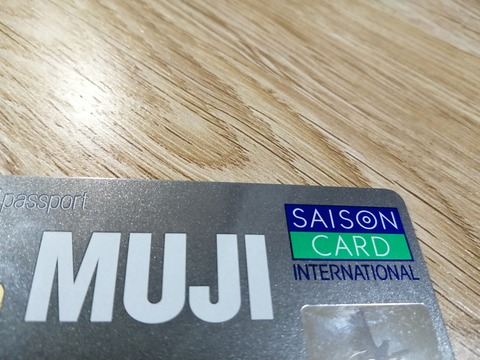 passport
MUJI
SAISON
CARD
INTERNATIONAL